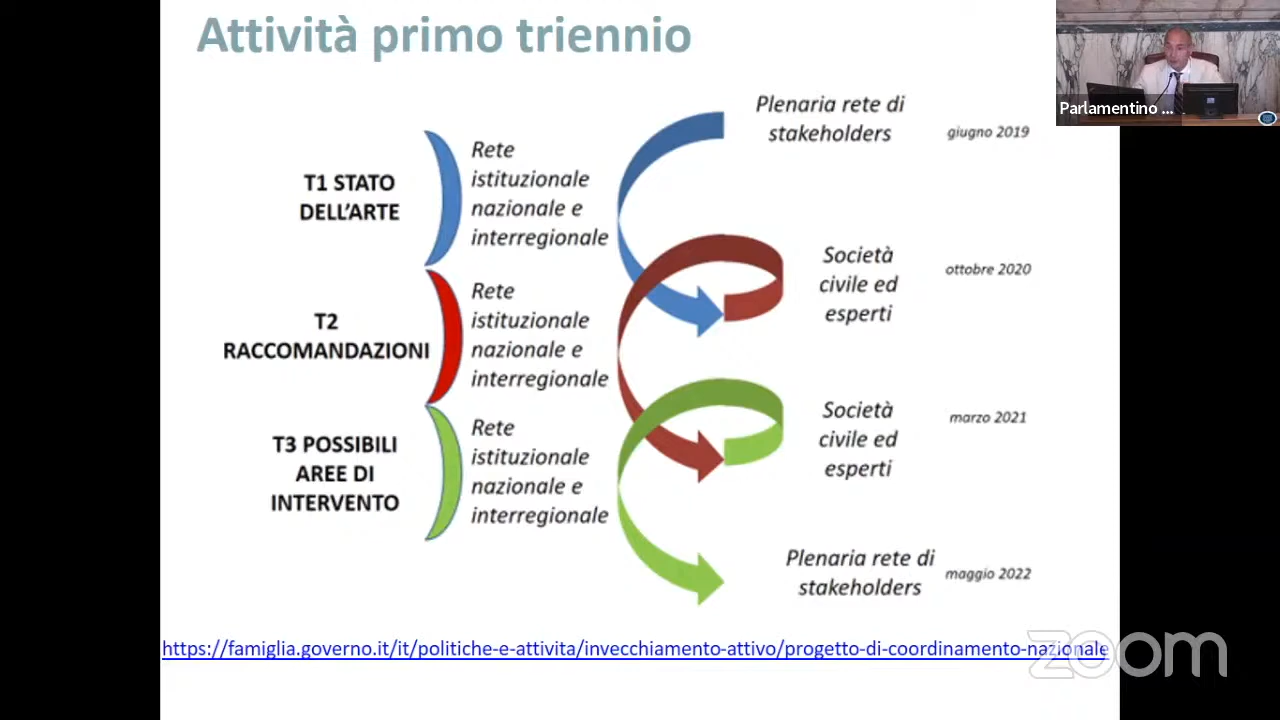 Attività primo triennio
Parlamentino ...
T1 STATO
DELL'ARTE
Rete
istituzionale
nazionale e
interregionale
Plenaria rete di
stakeholders
giugno 2019
T2
RACCOMANDAZIONI
Rete
istituzionale
nazionale e
interregionale
Società
civile ed
esperti
ottobre 2020
T3 POSSIBILI
AREE DI
INTERVENTO
Rete
istituzionale
nazionale e
interregionale
Società
civile ed
esperti
marzo 2021
Plenaria rete di
stakeholders
maggio 2022
https://famiglia.governo.it/it/politiche-e-attivita/invecchiamento-attivo/progetto-di-coordinamento-nazionale
zoom